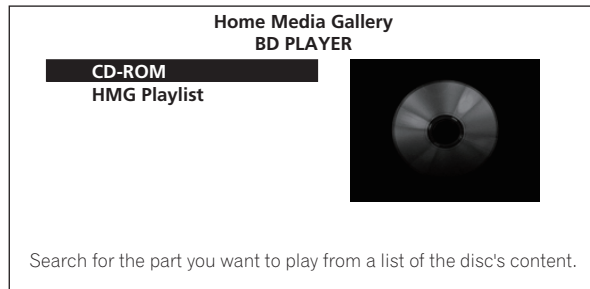 Home Media Gallery
BD PLAYER
CD-ROM
HMG Playlist
Search for the part you want to play from a list of the disc's content.